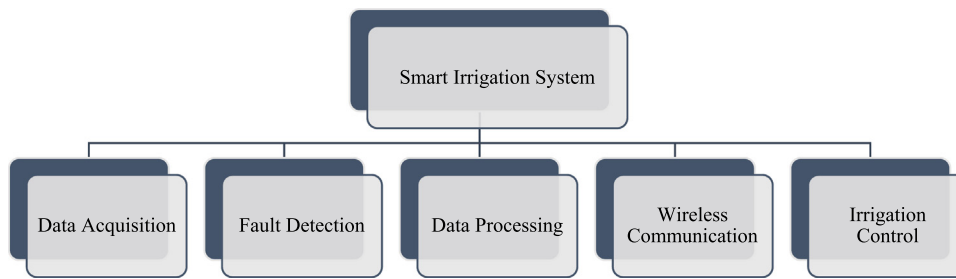 Smart Irrigation System
Data Acquisition
Fault Detection
Data Processing
Wireless
Communication
Irrigation
Control